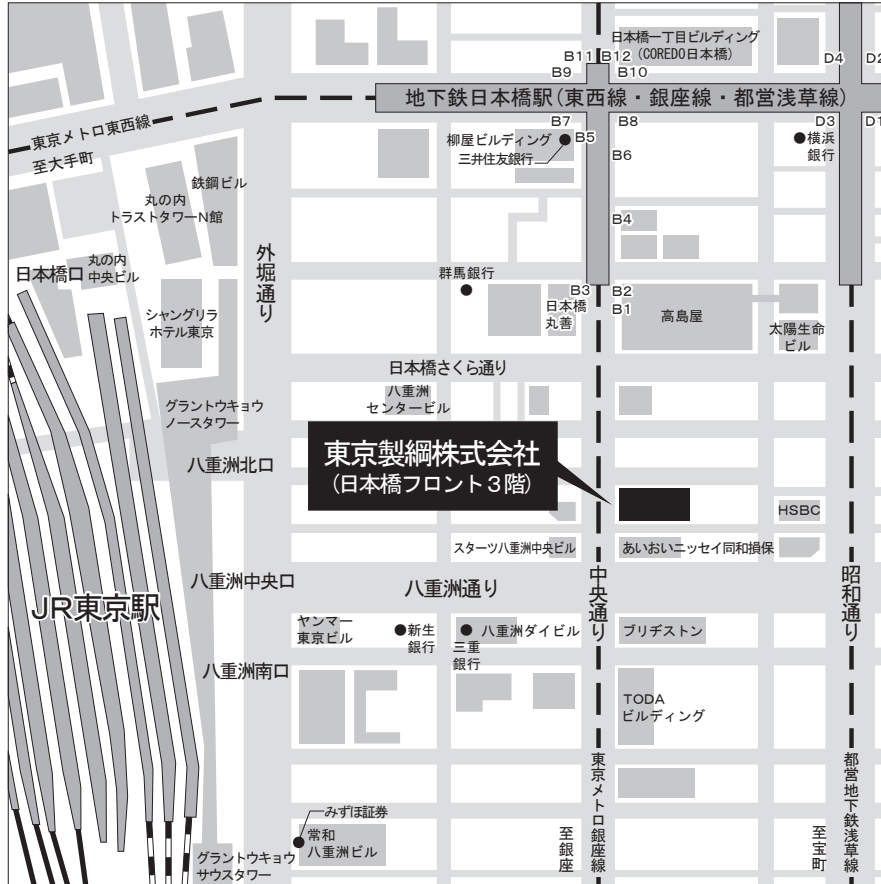 日本橋一丁目ビルディング
(COREDO日本橋)
B11
B12
D4
D2
B9
B10
地下鉄日本橋駅(東西線・銀座線・都営浅草線)
東京メトロ東西線
至大手町
B7
B5
B8
D3
D1
柳屋ビルディング
三井住友銀行
B6
横浜
銀行
鉄鋼ビル
丸の内
トラストタワーN館
B4
外堀通り
日本橋口
丸の内
中央ビル
群馬銀行
B3
B2
B1
日本橋
丸善
高島屋
シャングリラ
ホテル東京
太陽生命
ビル
日本橋さくら通り
八重洲
センタービル
グラントウキョウ
ノースタワー
八重洲北口
東京製綱株式会社
(日本橋フロント3階)
HSBC
スターツ八重洲中央ビル
あいおいニッセイ同和損保
八重洲中央口
八重洲通り
中央通り
昭和通り
JR東京駅
ヤンマー
東京ビル
新生
銀行
三重
銀行
八重洲ダイビル
ブリヂストン
八重洲南口
TODA
ビルディング
東京メトロ銀座線
都営地下鉄浅草線
至銀座
至宝町
みずほ証券
常和
八重洲ビル
グラントウキョウ
サウスタワー